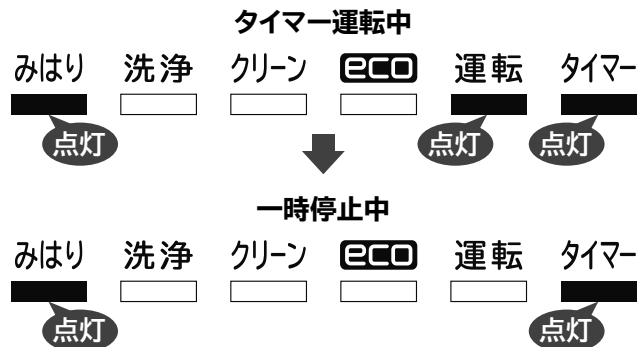 タイマー運転中
みはり 洗浄 クリーン eco 運転 タイマー
点灯 点灯 点灯
一時停止中
みはり 洗浄 クリーン eco 運転 タイマー
点灯 点灯